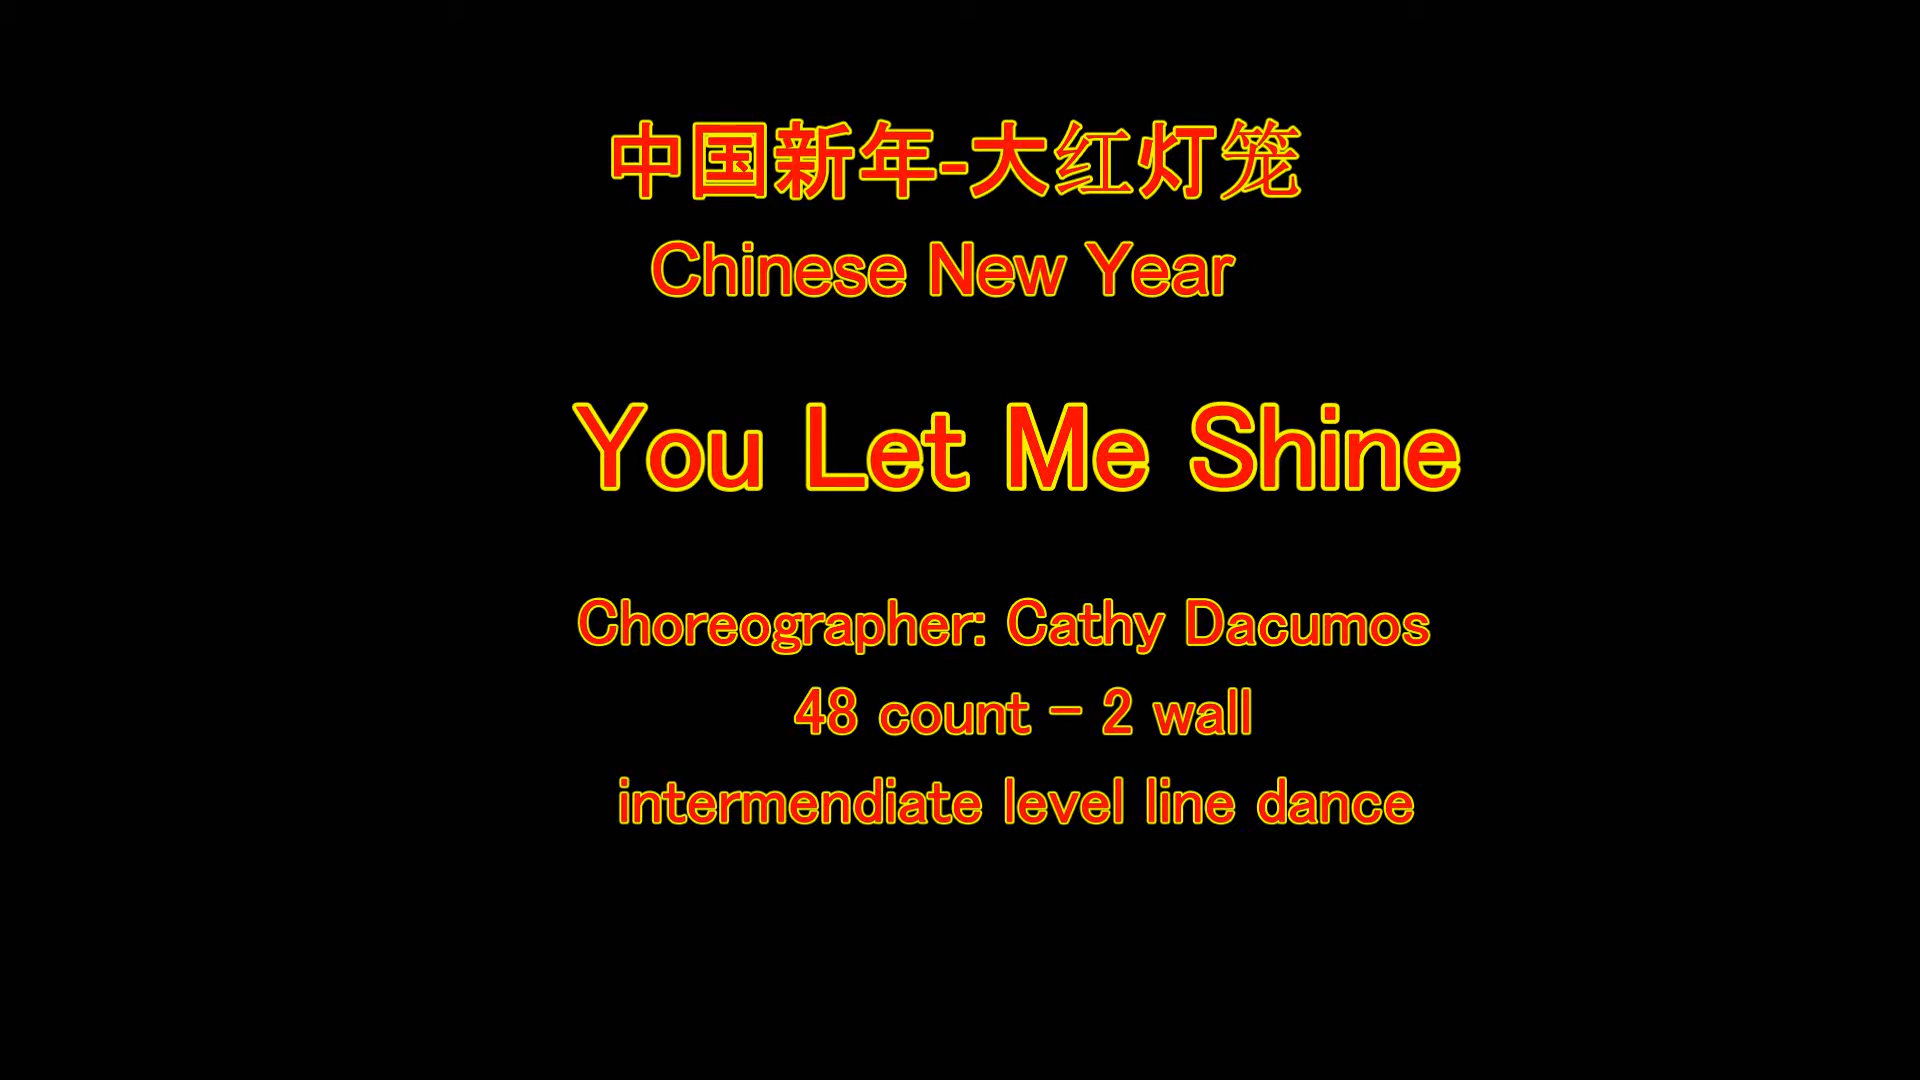 中国新年-大红灯笼
Chinese New Year
You Let Me Shine
Choreographer: Cathy Dacumos
48 count - 2 wall
intermendiate level line dance